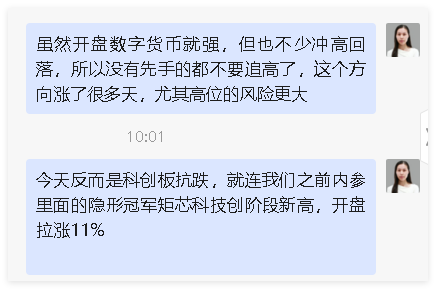 虽然开盘数字货币就强，但也不少冲高回
落，所以没有先手的都不要追高了，这个方
向涨了很多天，尤其高位的风险更大
10:01
今天反而是科创板抗跌，就连我们之前内参
里面的隐形冠军矩芯科技创阶段新高，开盘
拉涨11%